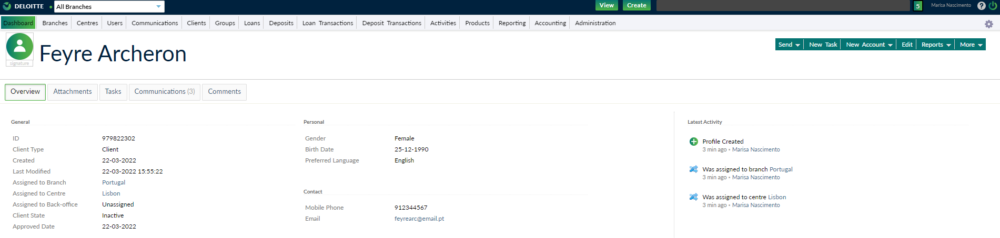 DELOITTE All Branches View Create 5 Marisa Nascimento ?
Dashboard Branches Centres Users Communications Clients Groups Loans Deposits Loan Transactions Deposit Transactions Activities Products Reporting Accounting Administration
Feyre Archeron
signature
Send New Task New Account Edit Reports More
Overview Attachments Tasks Communications (3) Comments
General
ID 979822302
Client Type Client
Created 22-03-2022
Last Modified 22-03-2022 15:55:22
Assigned to Branch Portugal
Assigned to Centre Lisbon
Assigned to Back-office Unassigned
Client State Inactive
Approved Date 22-03-2022
Personal
Gender Female
Birth Date 25-12-1990
Preferred Language English
Contact
Mobile Phone 912344567
Email feyrearc@email.pt
Latest Activity
Profile Created
3 min ago • Marisa Nascimento
Was assigned to branch Portugal
3 min ago • Marisa Nascimento
Was assigned to centre Lisbon
3 min ago • Marisa Nascimento